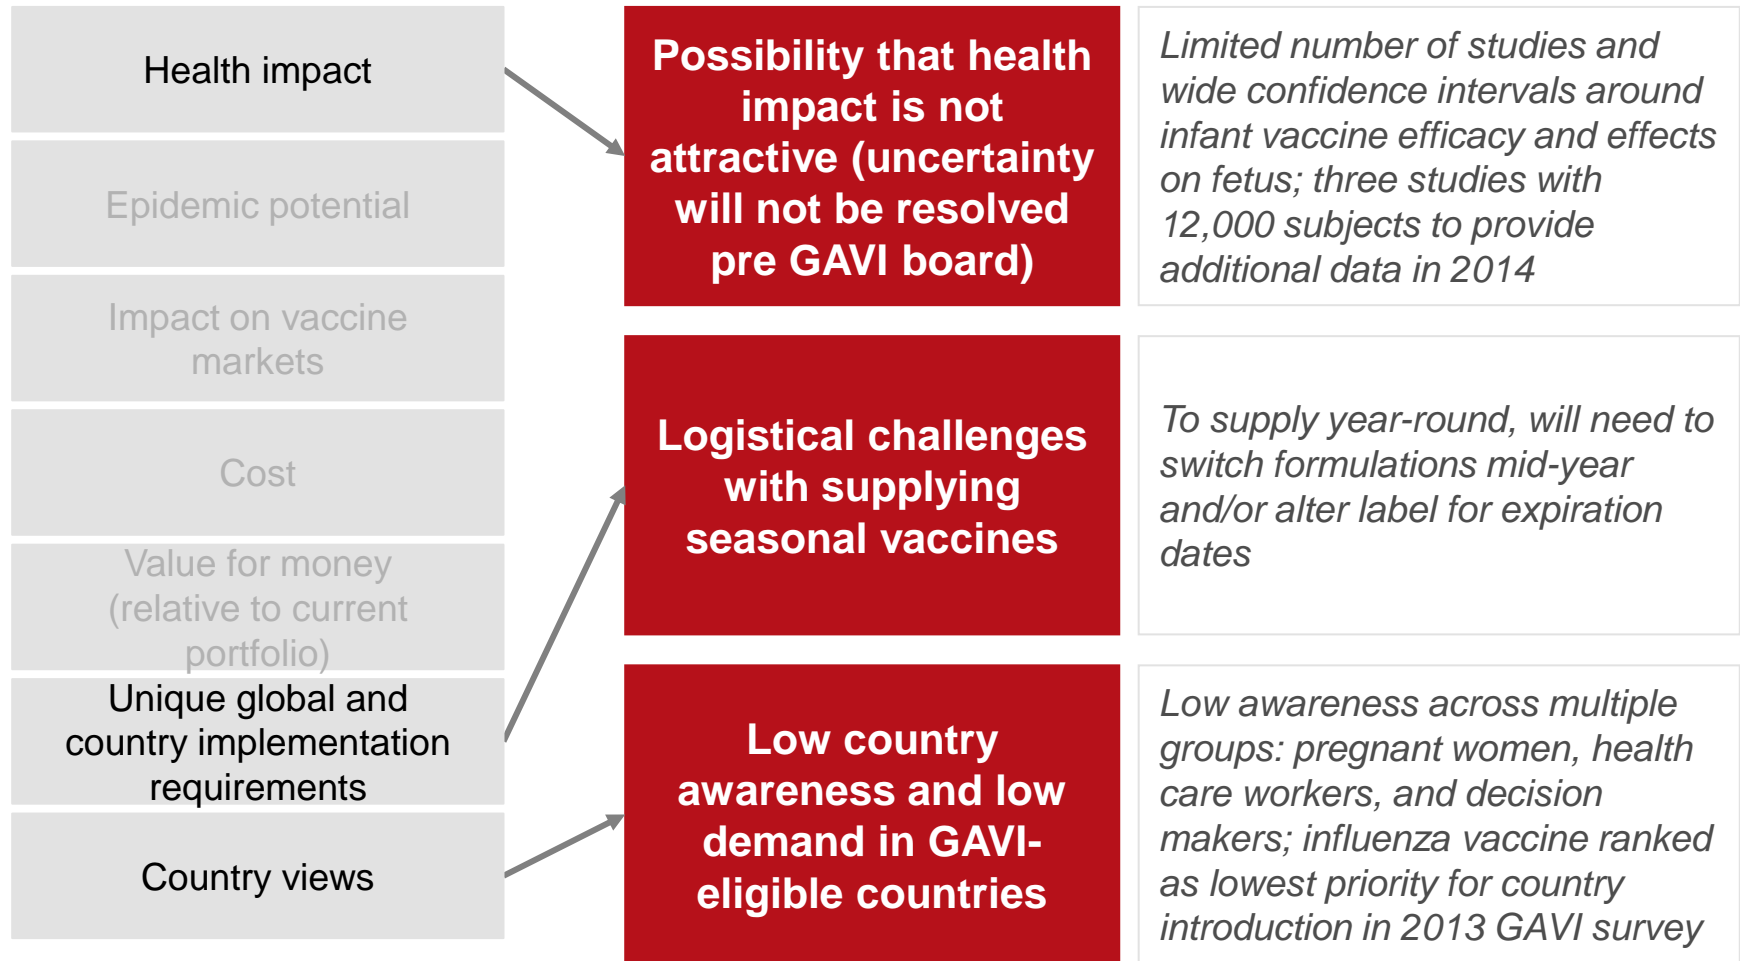 Health impact
Epidemic potential
Impact on vaccine
markets
Cost
Value for money
(relative to current
portfolio)
Unique global and
country implementation
requirements
Country views
Possibility that health
impact is not
attractive (uncertainty
will not be resolved
pre GAVI board)
Limited number of studies and
wide confidence intervals around
infant vaccine efficacy and effects
on fetus; three studies with
12,000 subjects to provide
additional data in 2014
Logistical challenges
with supplying
seasonal vaccines
To supply year-round, will need to
switch formulations mid-year
and/or alter label for expiration
dates
Low country
awareness and low
demand in GAVI-
eligible countries
Low awareness across multiple
groups: pregnant women, health
care workers, and decision
makers; influenza vaccine ranked
as lowest priority for country
introduction in 2013 GAVI survey